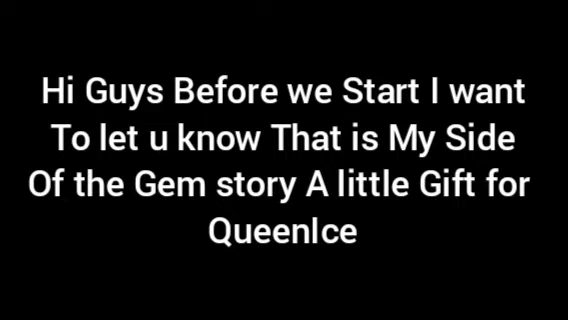 Hi Guys Before we Start I want
To let u know That is My Side
Of the Gem story A little Gift for
QueenIce